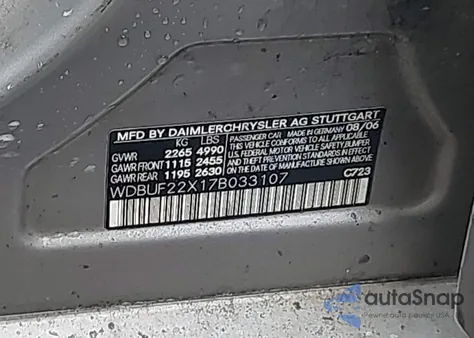 MFD BY DAIMLERCHRYSLER AG STUTTGART
KG LBS PASSENGER CAR MADE IN GERMANY 08/06
GVWR 2265 4990 THIS VEHICLE CONFORMS TO ALL APPLICABLE
GAWR FRONT 1115 2455 FEDERAL MOTOR VEHICLE SAFETY, BUMPER
GAWR REAR 1195 2630 AND THEFT PREVENTION STANDARDS IN EFFECT
ON THE DATE OF MANUFACTURE SHOWN ABOVE
WDBUF22X17B033107 C723
autoSnap